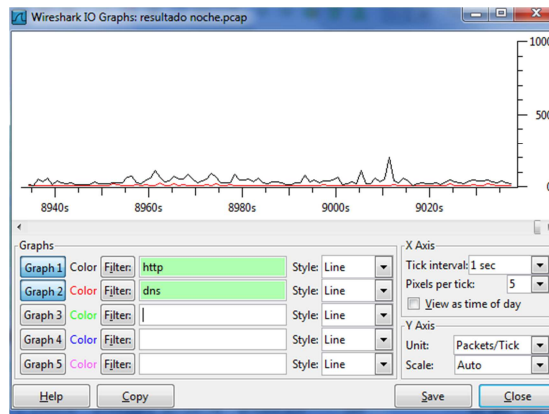 Wireshark IO Graphs: resultado noche.pcap
1000
500
0
8940s 8960s 8980s 9000s 9020s
Graphs
X Axis
Graph 1 Color Filter: http Style: Line
Tick interval: 1 sec
Graph 2 Color Filter: dns Style: Line
Pixels per tick: 5
Graph 3 Color Filter: Style: Line
View as time of day
Graph 4 Color Filter: Style: Line
Y Axis
Unit: Packets/Tick
Graph 5 Color Filter: Style: Line
Scale: Auto
Help Copy Save Close